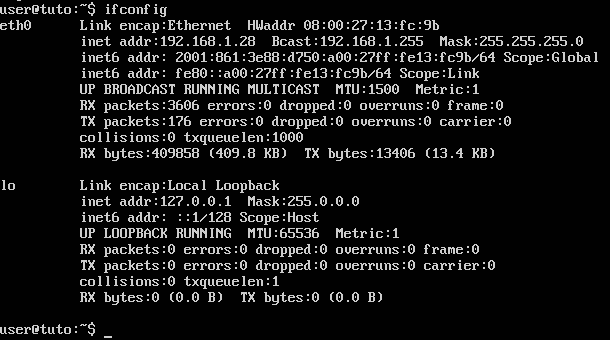 user@tuto:~$ ifconfig
eth0 Link encap:Ethernet HWaddr 08:00:27:13:fc:9b
inet addr:192.168.1.28 Bcast:192.168.1.255 Mask:255.255.255.0
inet6 addr: 2001:861:3e88:d750:a00:27ff:fe13:fc9b/64 Scope:Global
inet6 addr: fe80::a00:27ff:fe13:fc9b/64 Scope:Link
UP BROADCAST RUNNING MULTICAST MTU:1500 Metric:1
RX packets:3606 errors:0 dropped:0 overruns:0 frame:0
TX packets:176 errors:0 dropped:0 overruns:0 carrier:0
collisions:0 txqueuelen:1000
RX bytes:409858 (409.8 KB) TX bytes:13406 (13.4 KB)
lo Link encap:Local Loopback
inet addr:127.0.0.1 Mask:255.0.0.0
inet6 addr: ::1/128 Scope:Host
UP LOOPBACK RUNNING MTU:65536 Metric:1
RX packets:0 errors:0 dropped:0 overruns:0 frame:0
TX packets:0 errors:0 dropped:0 overruns:0 carrier:0
collisions:0 txqueuelen:1
RX bytes:0 (0.0 B) TX bytes:0 (0.0 B)
user@tuto:~$ _